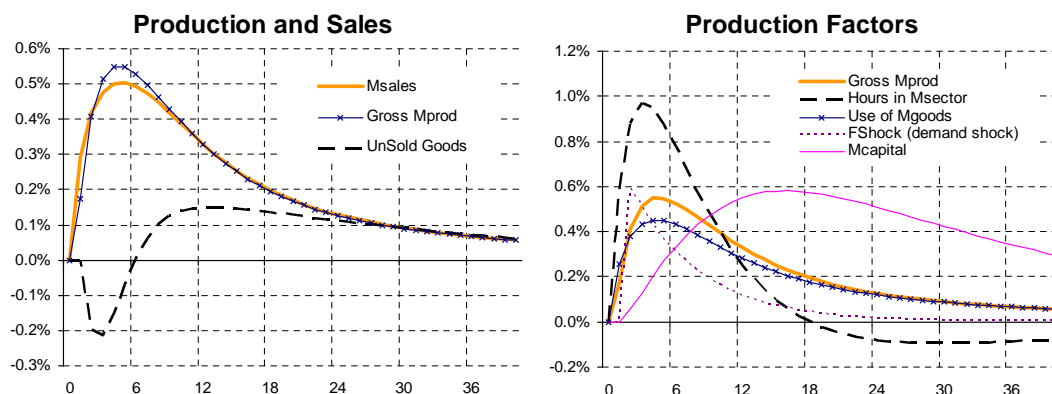 Production and Sales
0.6%
0.5%
0.4%
0.3%
0.2%
0.1%
0.0%
-0.1%
-0.2%
-0.3%
Msales
Gross Mprod
UnSold Goods
0 6 12 18 24 30 36
Production Factors
1.2%
1.0%
0.8%
0.6%
0.4%
0.2%
0.0%
-0.2%
Gross Mprod
Hours in Msector
Use of Mgoods
FShock (demand shock)
Mcapital
0 6 12 18 24 30 36